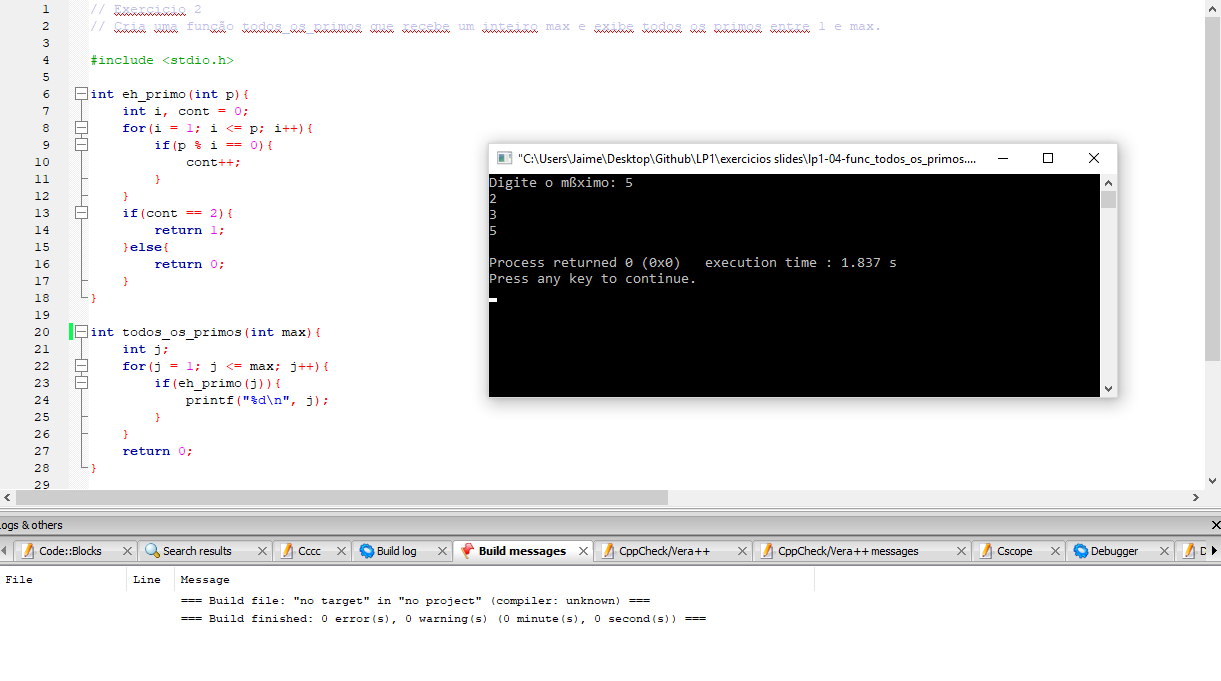 1 // Exercicio 2
2 // Cria uma função todos_os_primos que recebe um inteiro max e exibe todos os primos entre 1 e max.
3
4 #include <stdio.h>
5
6 int eh_primo(int p){
7 int i, cont = 0;
8 for(i = 1; i <= p; i++){
9 if(p % i == 0){
10 cont++;
11 }
12 }
13 if(cont == 2){
14 return 1;
15 }else{
16 return 0;
17 }
18 }
19
20 int todos_os_primos(int max){
21 int j;
22 for(j = 1; j <= max; j++){
23 if(eh_primo(j)){
24 printf("%d\n", j);
25 }
26 }
27 return 0;
28 }
29
"C:\Users\Jaime\Desktop\Github\LP1\exercicios slides\lp1-04-func_todos_os_primos....
Digite o mßximo: 5
2
3
5
Process returned 0 (0x0) execution time : 1.837 s
Press any key to continue.
ogs & others
Code::Blocks Search results Cccc Build log Build messages CppCheck/Vera++ CppCheck/Vera++ messages Cscope Debugger D
File Line Message
=== Build file: "no target" in "no project" (compiler: unknown) ===
=== Build finished: 0 error(s), 0 warning(s) (0 minute(s), 0 second(s)) ===